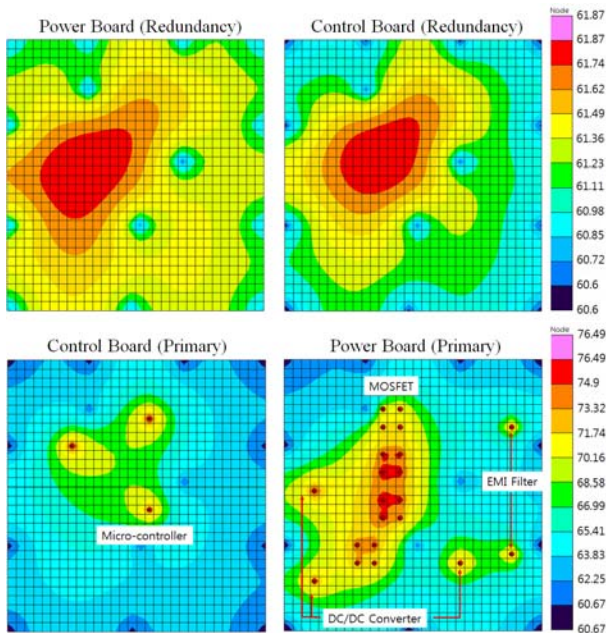 Power Board (Redundancy)
Control Board (Redundancy)
61.87
61.87
61.74
61.62
61.49
61.36
61.23
61.11
60.98
60.85
60.72
60.6
60.6
Control Board (Primary)
Power Board (Primary)
Node
76.49
76.49
74.9
73.32
71.74
70.16
68.58
66.99
65.41
63.83
62.25
60.67
60.67
MOSFET
EMI Filter
Micro-controller
DC/DC Converter